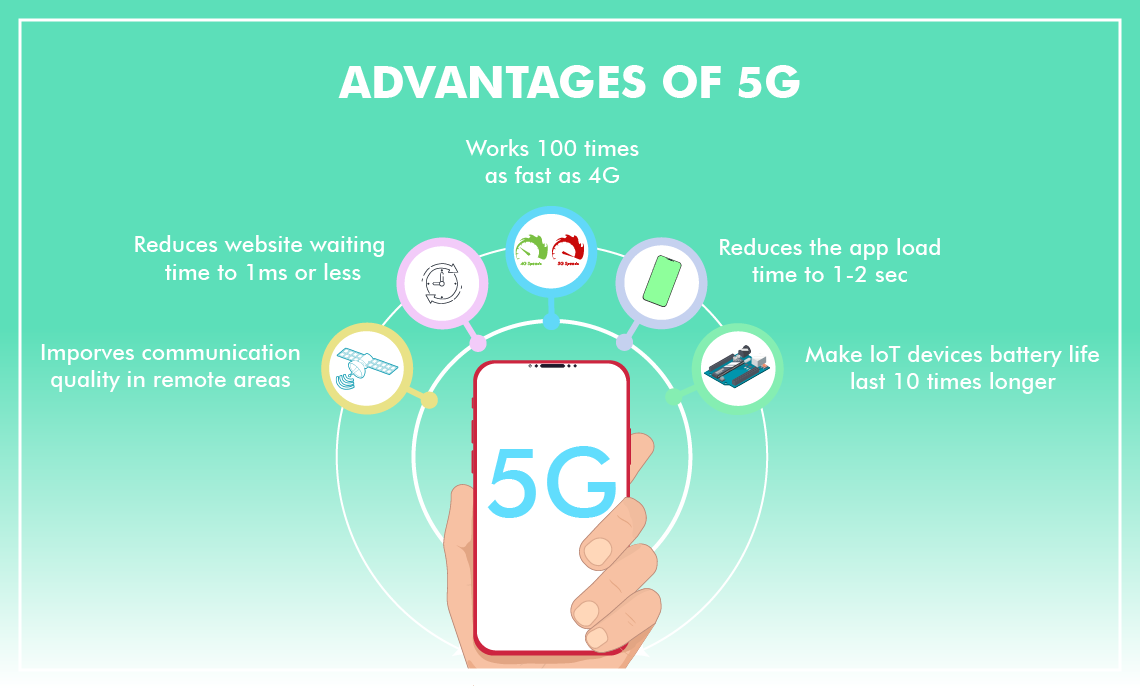 ADVANTAGES OF 5G
Works 100 times
as fast as 4G
Reduces website waiting
time to 1ms or less
Reduces the app load
time to 1-2 sec
Imporves communication
quality in remote areas
Make IoT devices battery life
last 10 times longer
4G Speeds
5G Speeds
5G